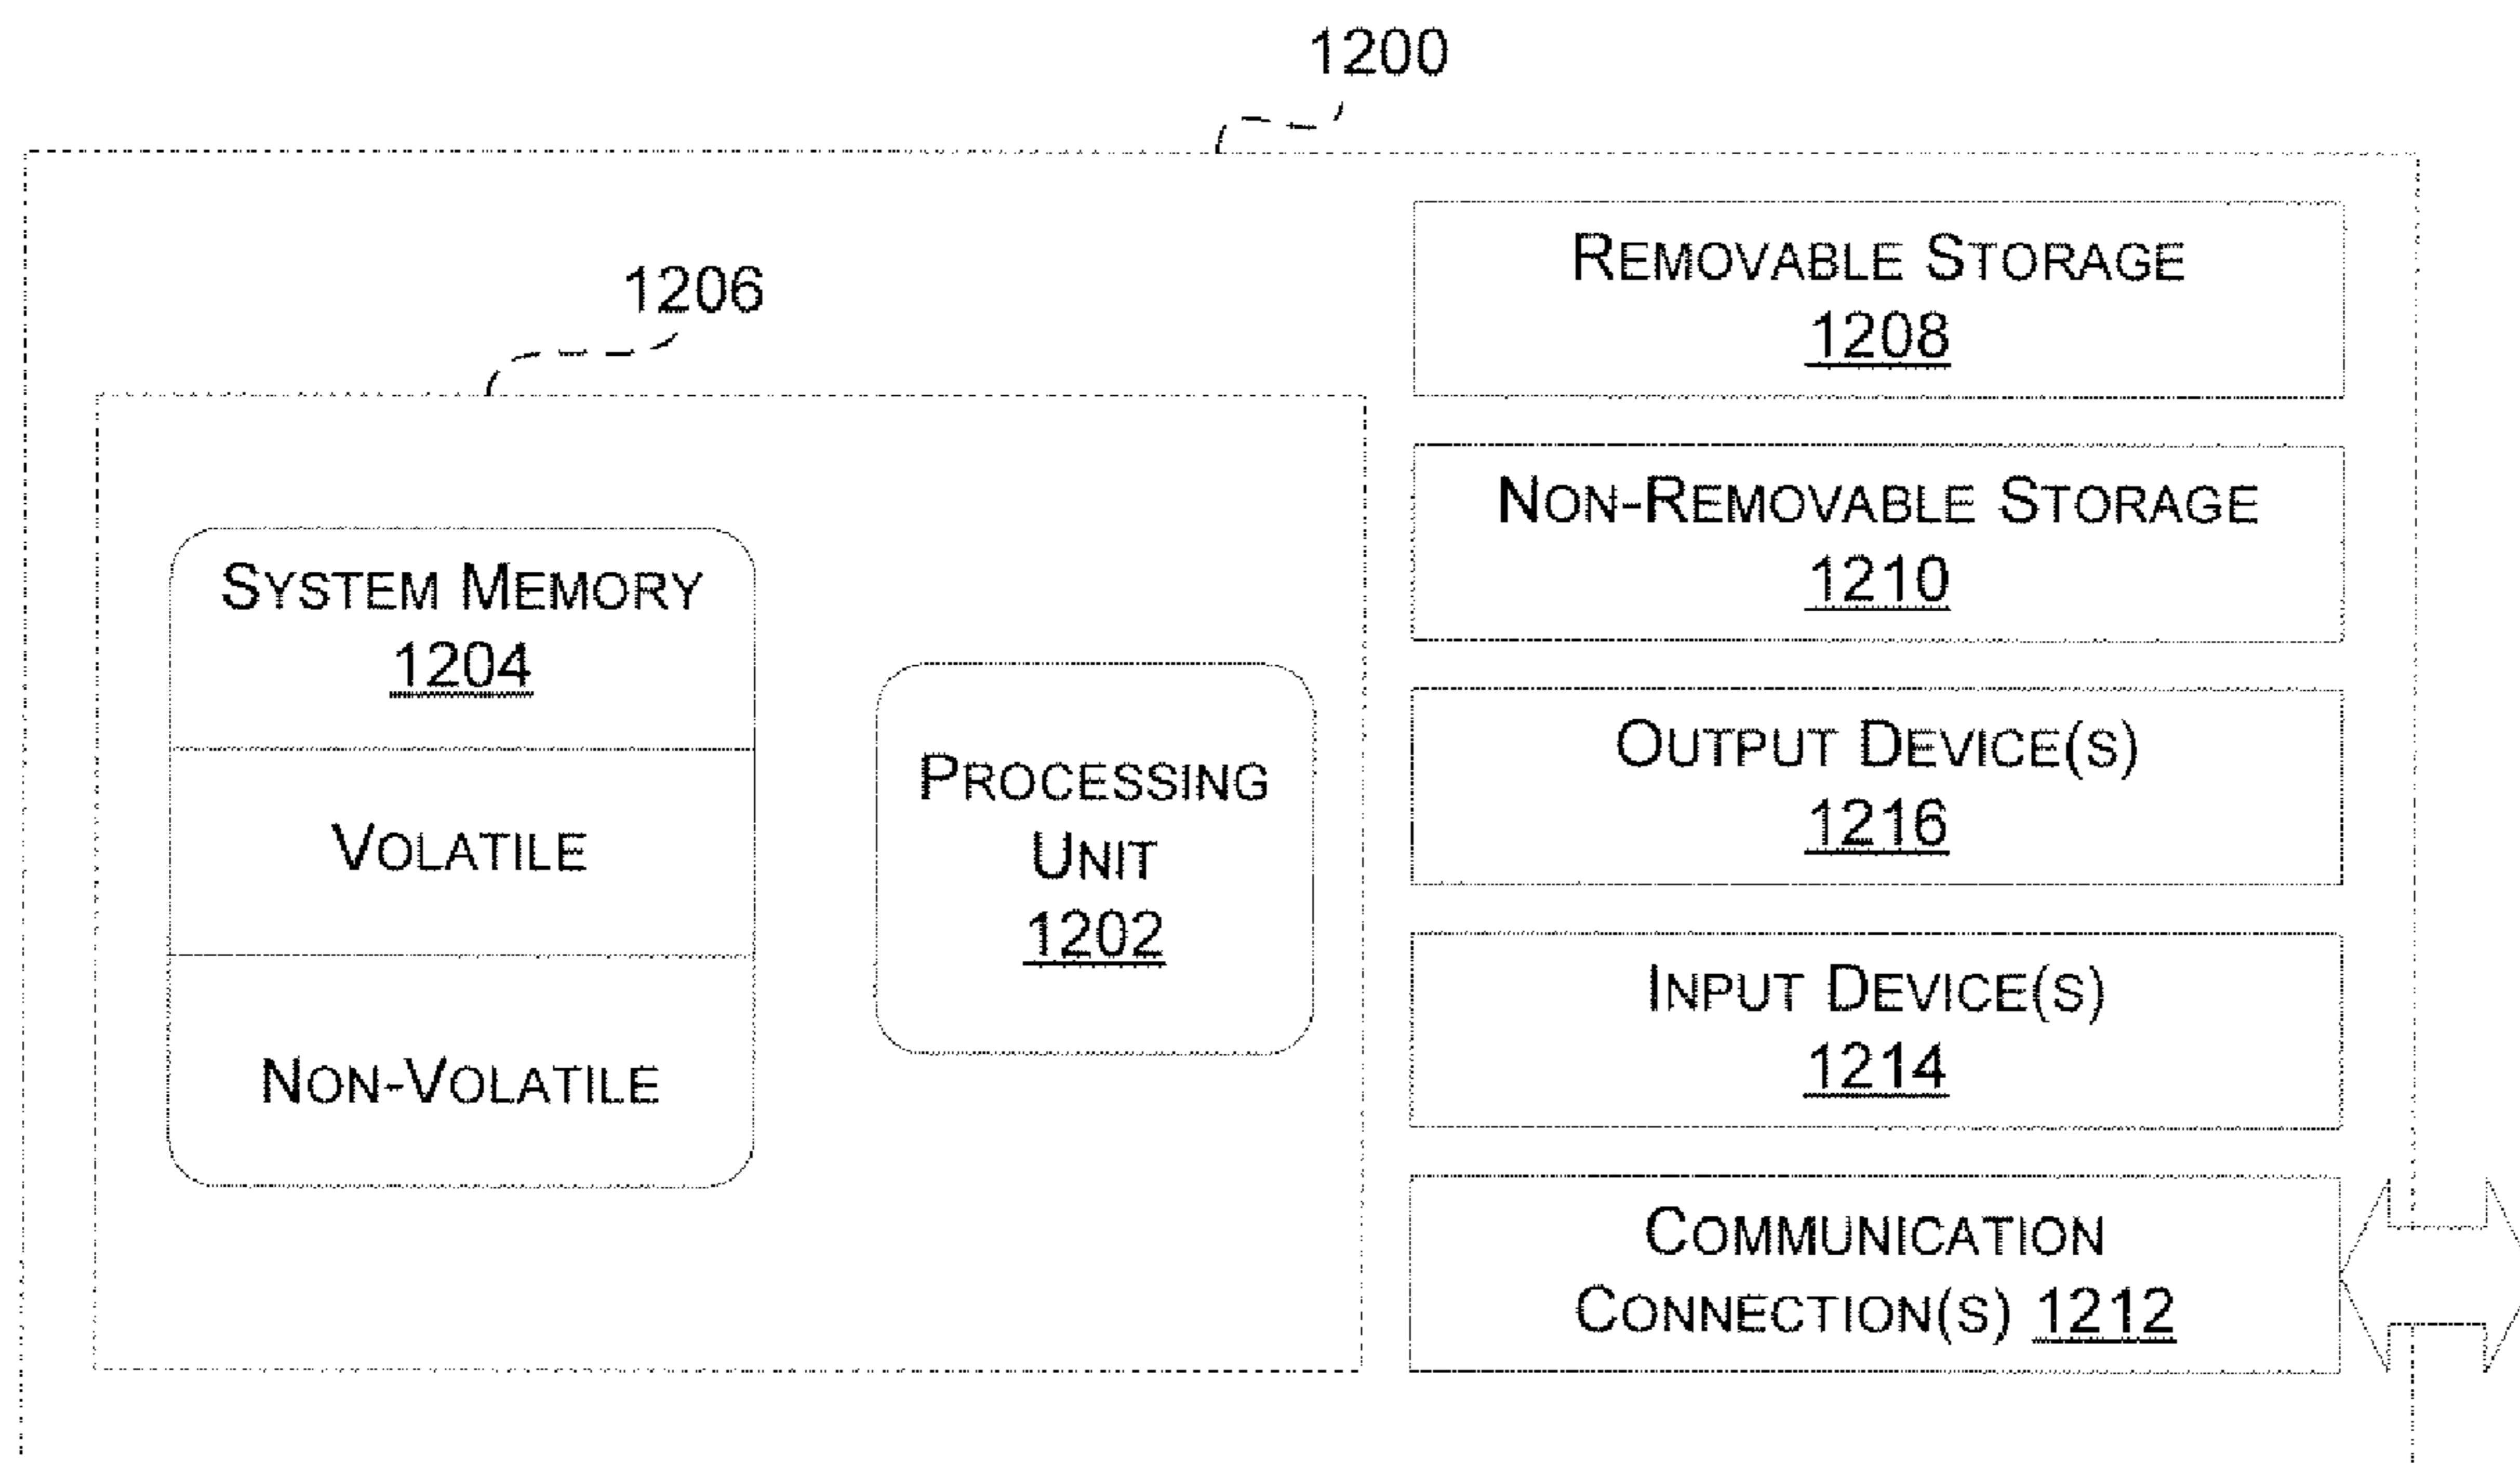 1200
1206
REMOVABLE STORAGE
1208
NON-REMOVABLE STORAGE
1210
SYSTEM MEMORY
1204
VOLATILE
NON-VOLATILE
PROCESSING
UNIT
1202
OUTPUT DEVICE(S)
1216
INPUT DEVICE(S)
1214
COMMUNICATION
CONNECTION(S) 1212